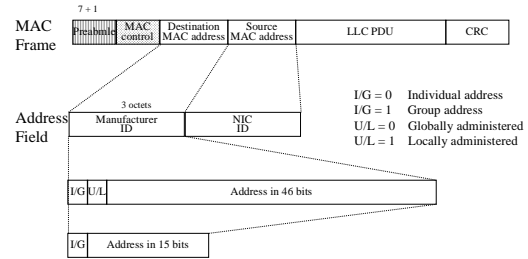 7 + 1
MAC Frame
Preabmle
MAC control
Destination MAC address
Source MAC address
LLC PDU
CRC
3 octets
Address Field
Manufacturer ID
NIC ID
I/G = 0 Individual address
I/G = 1 Group address
U/L = 0 Globally administered
U/L = 1 Locally administered
I/G
U/L
Address in 46 bits
I/G
Address in 15 bits